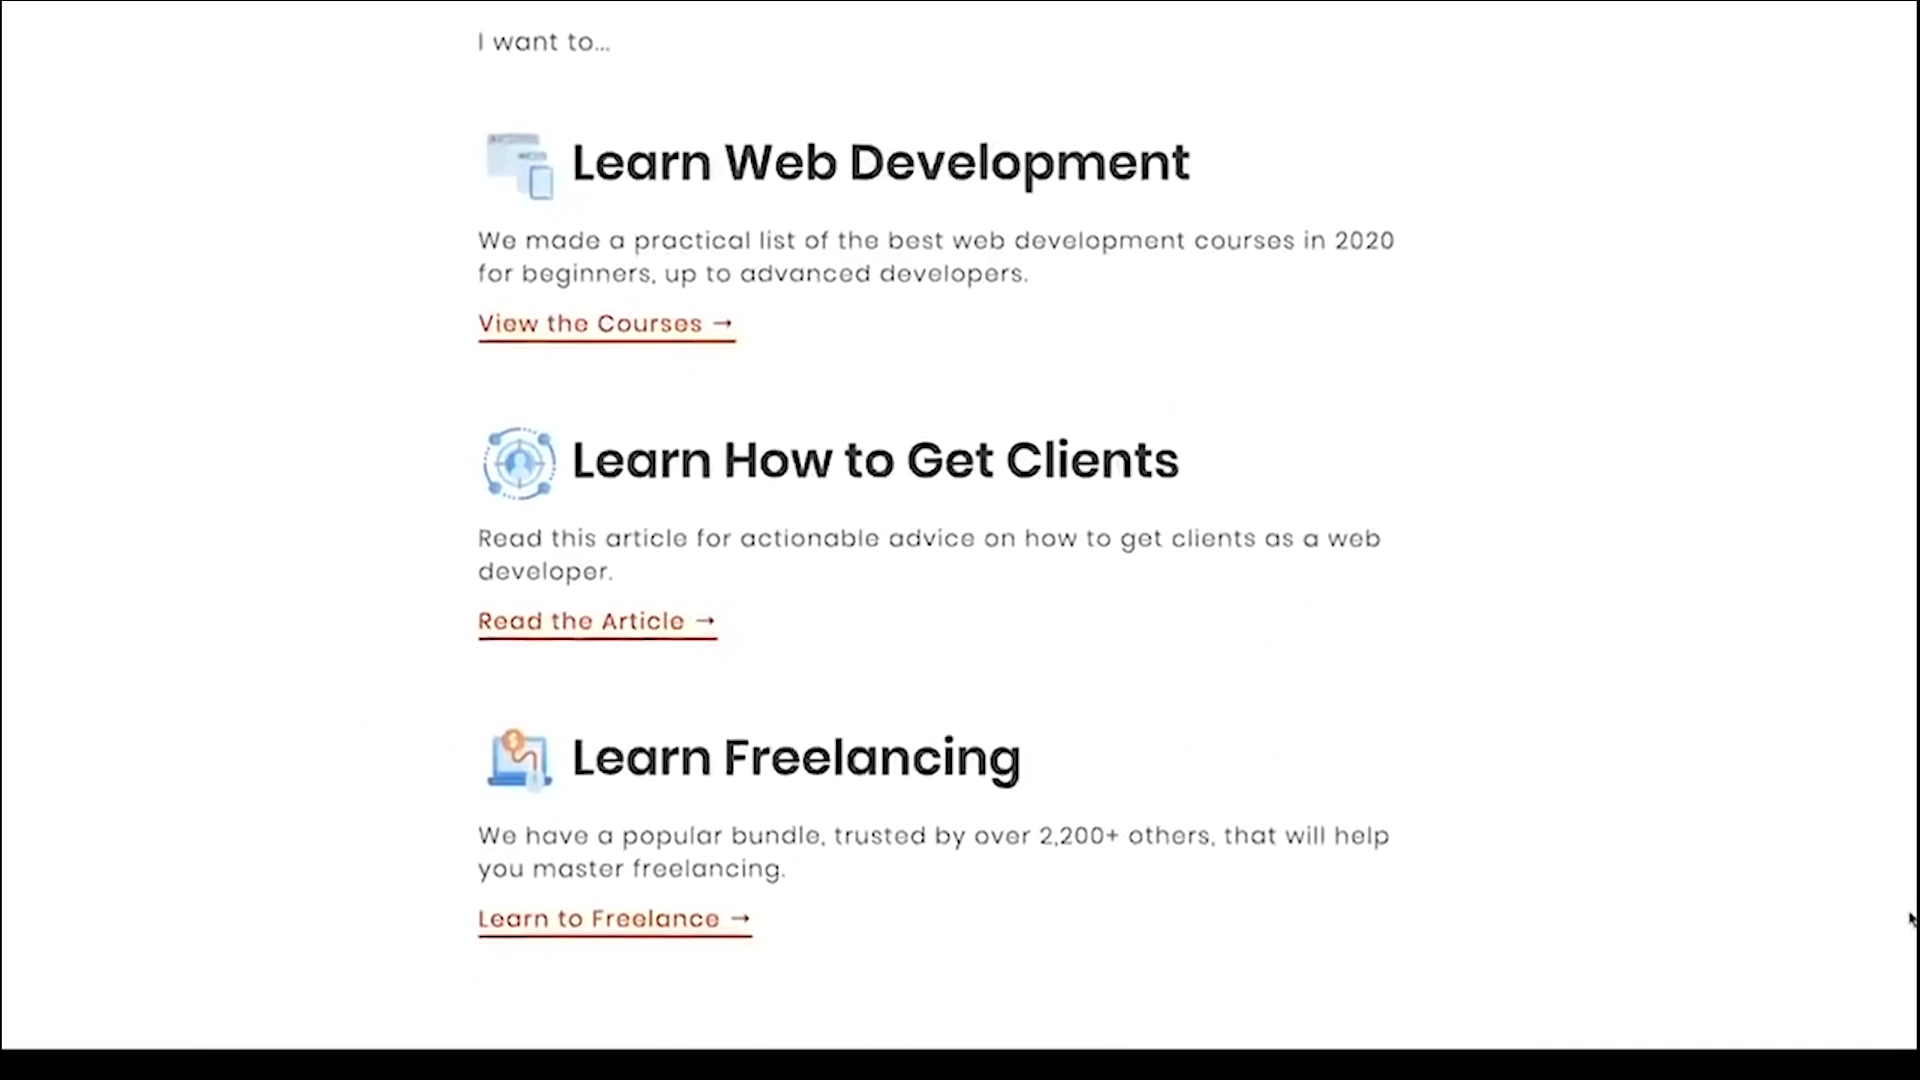 I want to...
Learn Web Development
We made a practical list of the best web development courses in 2020
for beginners, up to advanced developers.
View the Courses →
Learn How to Get Clients
Read this article for actionable advice on how to get clients as a web
developer.
Read the Article →
Learn Freelancing
We have a popular bundle, trusted by over 2,200+ others, that will help
you master freelancing.
Learn to Freelance →